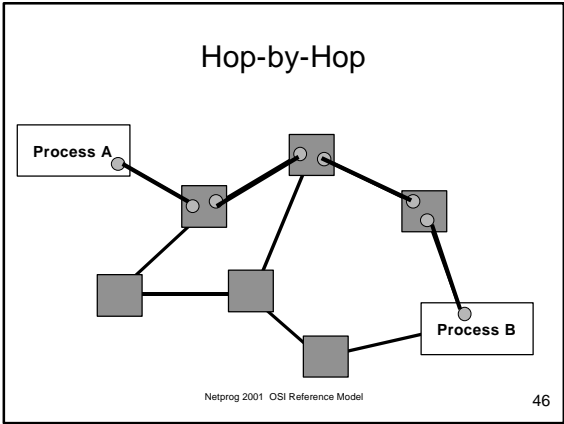 Hop-by-Hop
Process A
Process B
Netprog 2001 OSI Reference Model
46